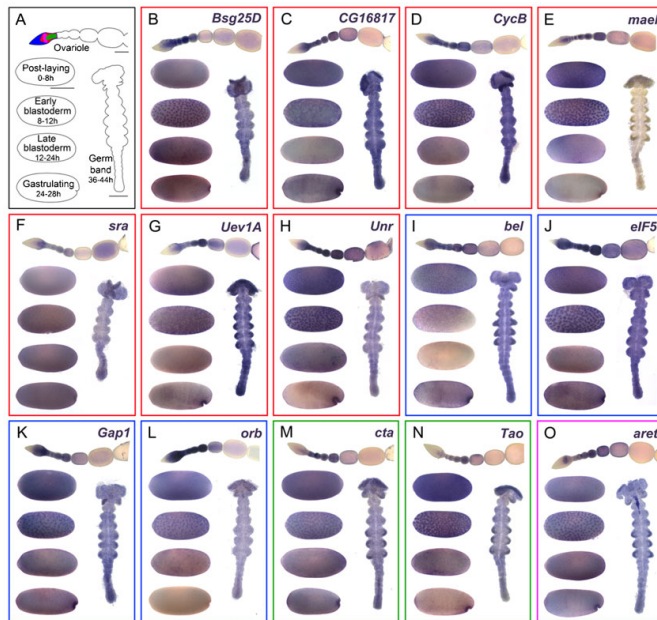 A
Ovariole
Post-laying
0-8h
Early
blastoderm
8-12h
Late
blastoderm
12-24h
Gastrulating
24-28h
Germ
band
36-44h
B Bsg25D
C CG16817
D CycB
E mael
F sra
G Uev1A
H Unr
I bel
J eIF5
K Gap1
L orb
M cta
N Tao
O aret